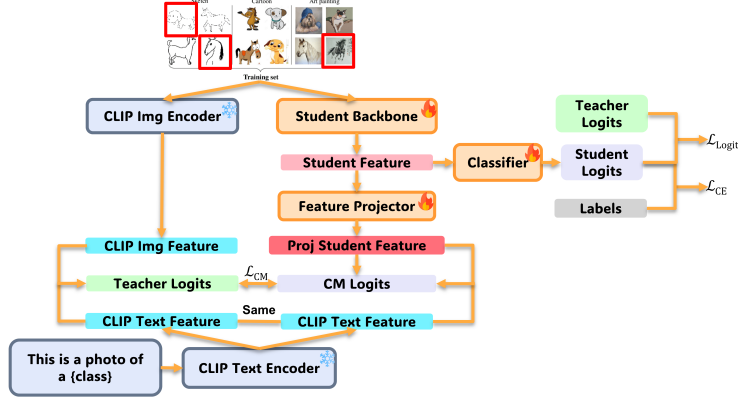 Sketch
Cartoon
Art painting
Training set
CLIP Img Encoder
Student Backbone
Teacher
Logits
Student Feature
Classifier
Student
Logits
ℒLogit
ℒCE
Feature Projector
Labels
CLIP Img Feature
Proj Student Feature
Teacher Logits
ℒCM
CM Logits
CLIP Text Feature
Same
CLIP Text Feature
This is a photo of
a {class}
CLIP Text Encoder